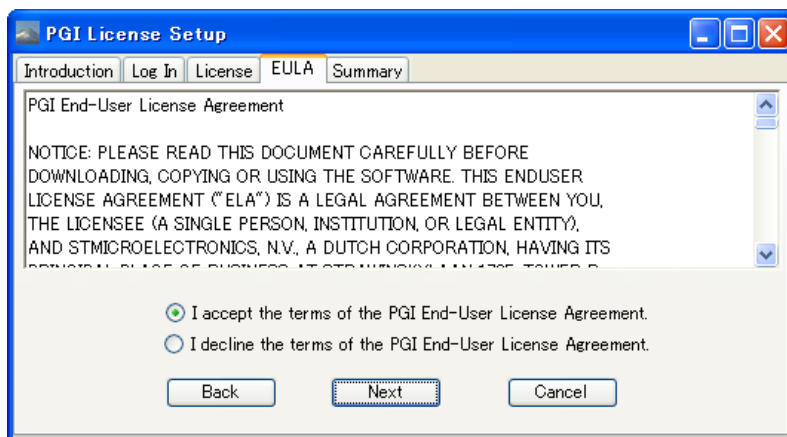 PGI License Setup
Introduction Log In License EULA Summary
PGI End-User License Agreement
NOTICE: PLEASE READ THIS DOCUMENT CAREFULLY BEFORE
DOWNLOADING, COPYING OR USING THE SOFTWARE. THIS ENDUSER
LICENSE AGREEMENT ("ELA") IS A LEGAL AGREEMENT BETWEEN YOU,
THE LICENSEE (A SINGLE PERSON, INSTITUTION, OR LEGAL ENTITY),
AND STMICROELECTRONICS, N.V., A DUTCH CORPORATION, HAVING ITS
I accept the terms of the PGI End-User License Agreement.
I decline the terms of the PGI End-User License Agreement.
Back Next Cancel